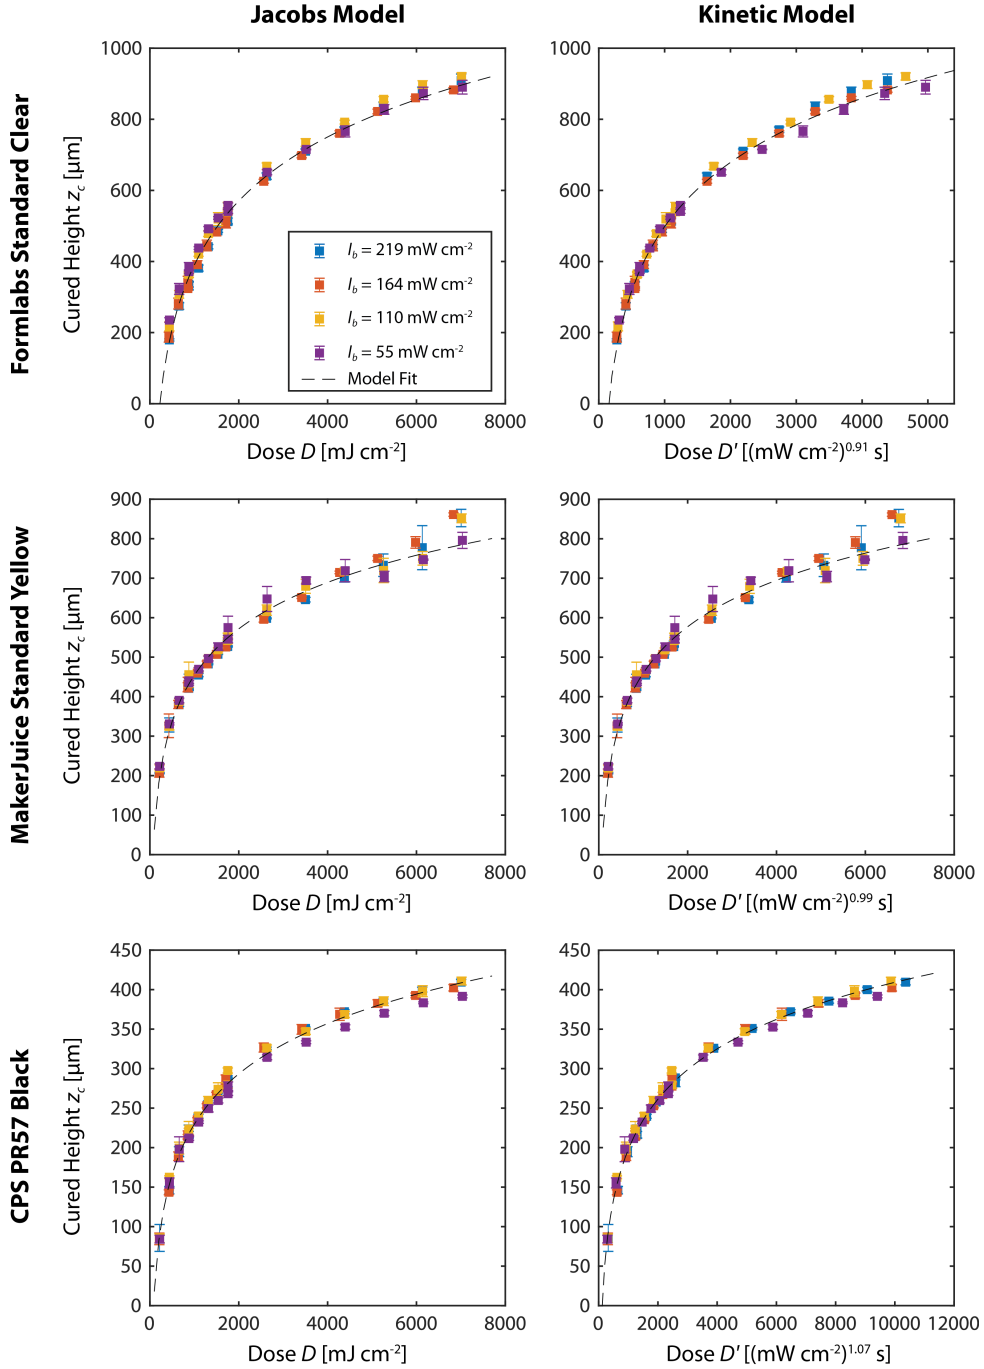 Jacobs Model
Kinetic Model
Formlabs Standard Clear
Cured Height z_c [µm]
1000
800
600
400
200
0
I_b = 219 mW cm⁻²
I_b = 164 mW cm⁻²
I_b = 110 mW cm⁻²
I_b = 55 mW cm⁻²
Model Fit
0 2000 4000 6000 8000
Dose D [mJ cm⁻²]
1000
800
600
400
200
0
0 1000 2000 3000 4000 5000
Dose D′ [(mW cm⁻²)⁰·⁹¹ s]
MakerJuice Standard Yellow
Cured Height z_c [µm]
900
800
700
600
500
400
300
200
100
0
0 2000 4000 6000 8000
Dose D [mJ cm⁻²]
900
800
700
600
500
400
300
200
100
0
0 2000 4000 6000 8000
Dose D′ [(mW cm⁻²)⁰·⁹⁹ s]
CPS PR57 Black
Cured Height z_c [µm]
450
400
350
300
250
200
150
100
50
0
0 2000 4000 6000 8000
Dose D [mJ cm⁻²]
450
400
350
300
250
200
150
100
50
0
0 2000 4000 6000 8000 10000 12000
Dose D′ [(mW cm⁻²)¹·⁰⁷ s]